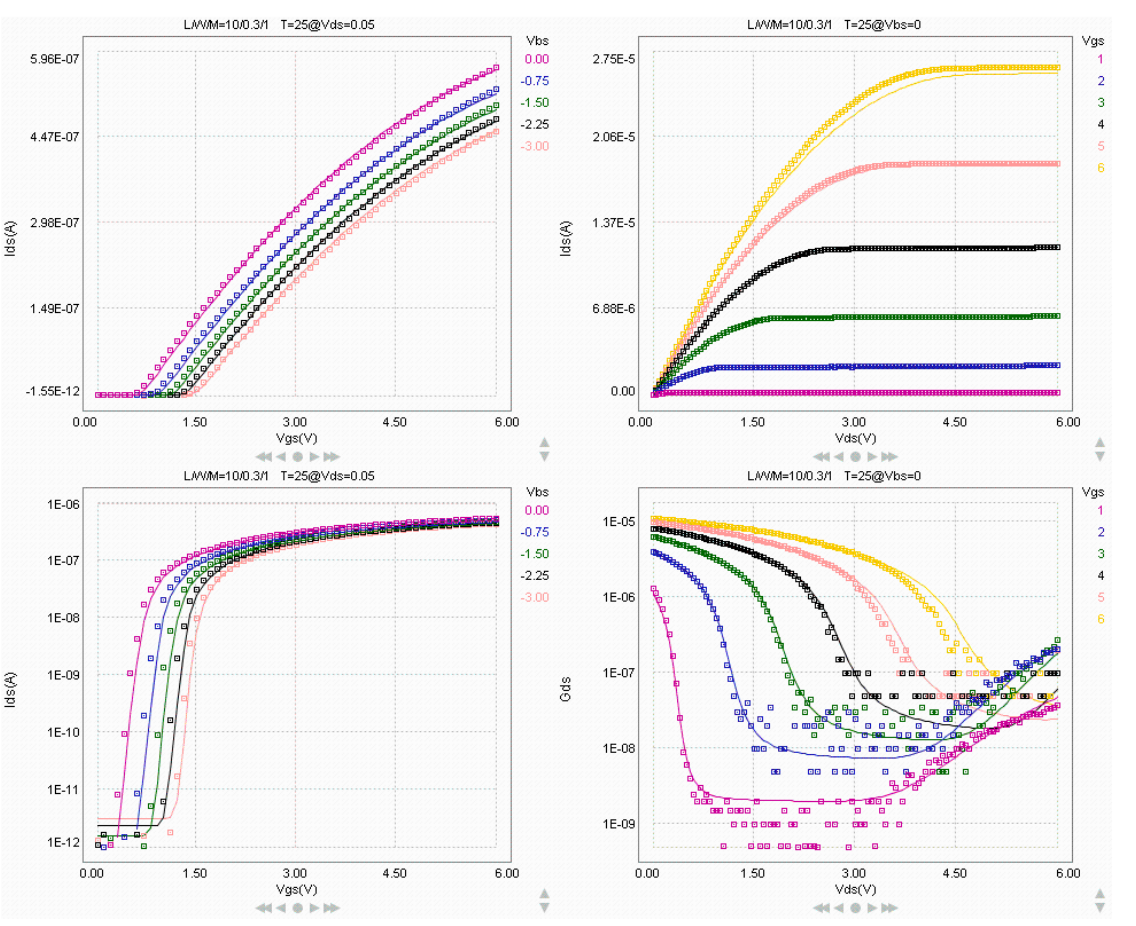 L/W/M=10/0.3/1 T=25@Vds=0.05
Vbs
0.00
-0.75
-1.50
-2.25
-3.00
5.96E-07
4.47E-07
2.98E-07
1.49E-07
-1.55E-12
Ids(A)
0.00 1.50 3.00 4.50 6.00
Vgs(V)
L/W/M=10/0.3/1 T=25@Vbs=0
Vgs
1
2
3
4
5
6
2.75E-5
2.06E-5
1.37E-5
6.88E-6
0.00
Ids(A)
0.00 1.50 3.00 4.50 6.00
Vds(V)
L/W/M=10/0.3/1 T=25@Vds=0.05
Vbs
0.00
-0.75
-1.50
-2.25
-3.00
1E-06
1E-07
1E-08
1E-09
1E-10
1E-11
1E-12
Ids(A)
0.00 1.50 3.00 4.50 6.00
Vgs(V)
L/W/M=10/0.3/1 T=25@Vbs=0
Vgs
1
2
3
4
5
6
1E-05
1E-06
1E-07
1E-08
1E-09
Gds
0.00 1.50 3.00 4.50 6.00
Vds(V)